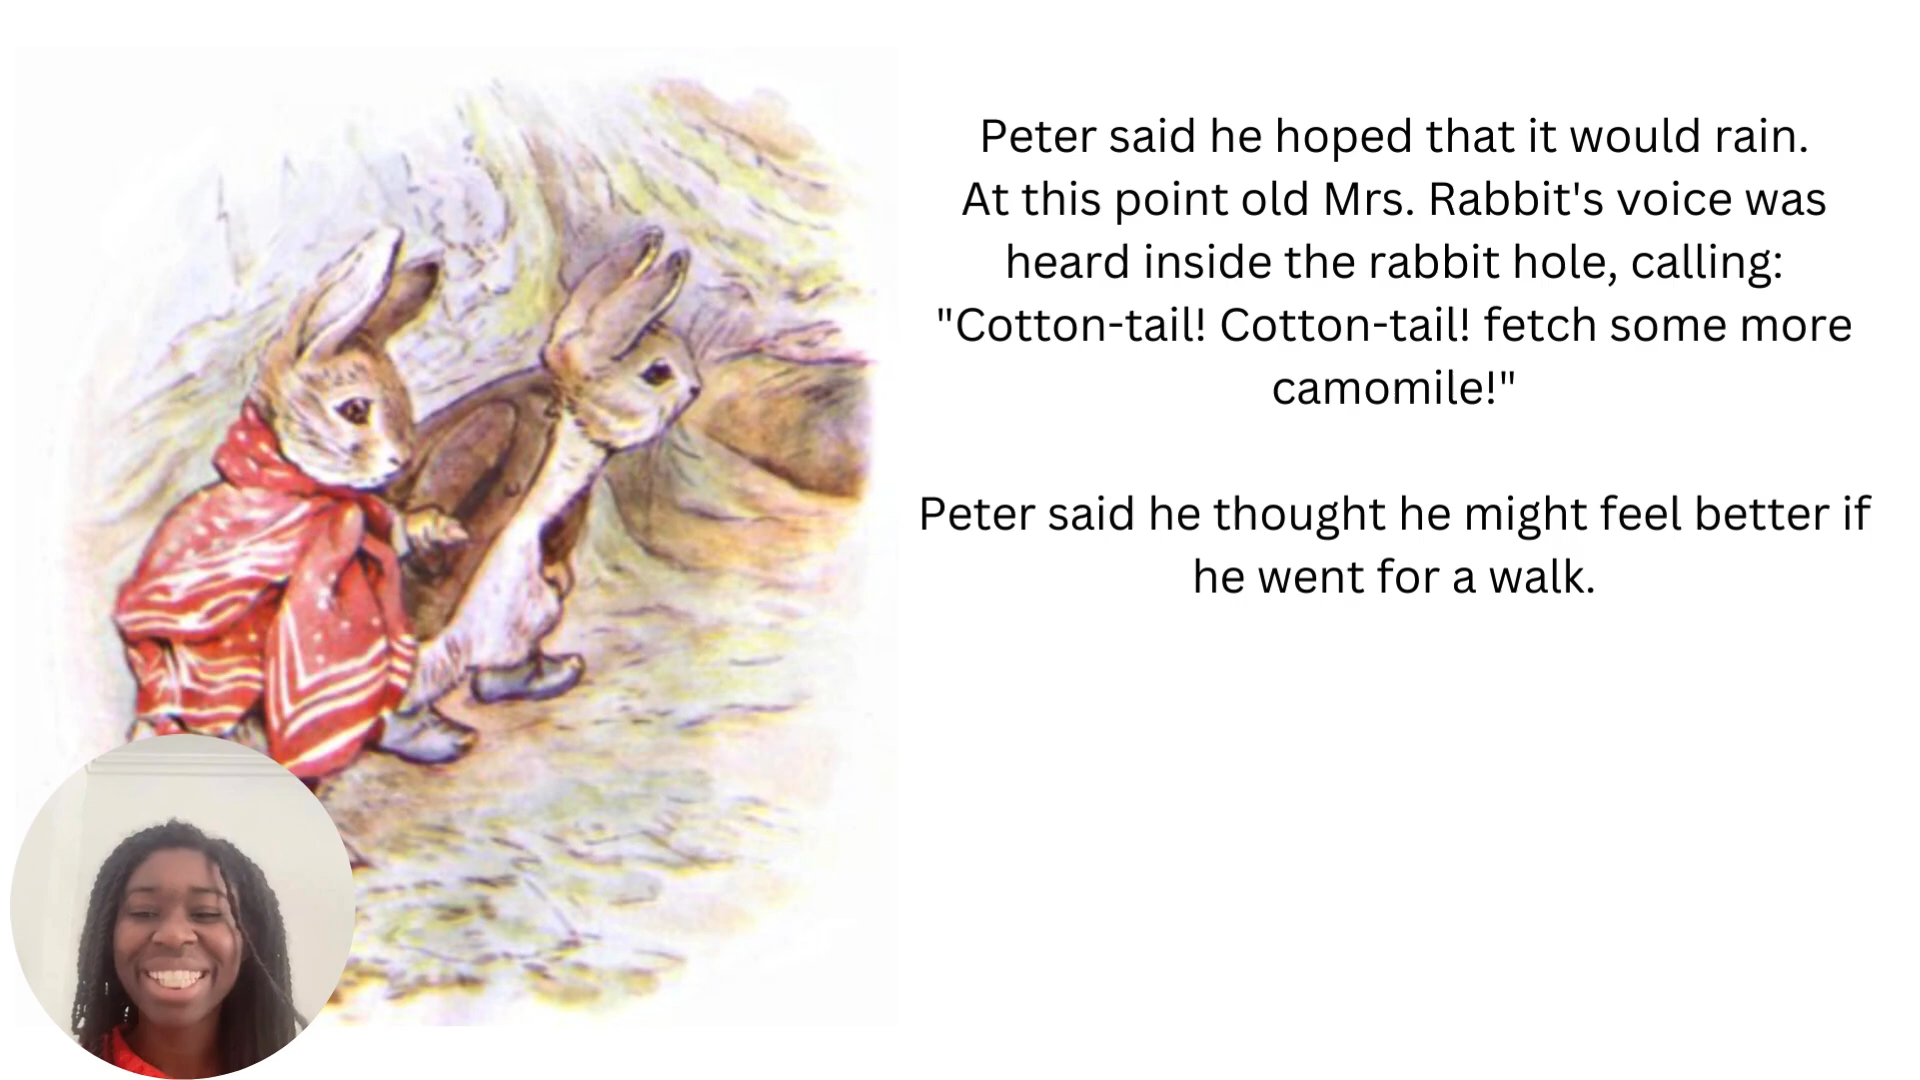 Peter said he hoped that it would rain.
At this point old Mrs. Rabbit's voice was
heard inside the rabbit hole, calling:
"Cotton-tail! Cotton-tail! fetch some more
camomile!"
Peter said he thought he might feel better if
he went for a walk.